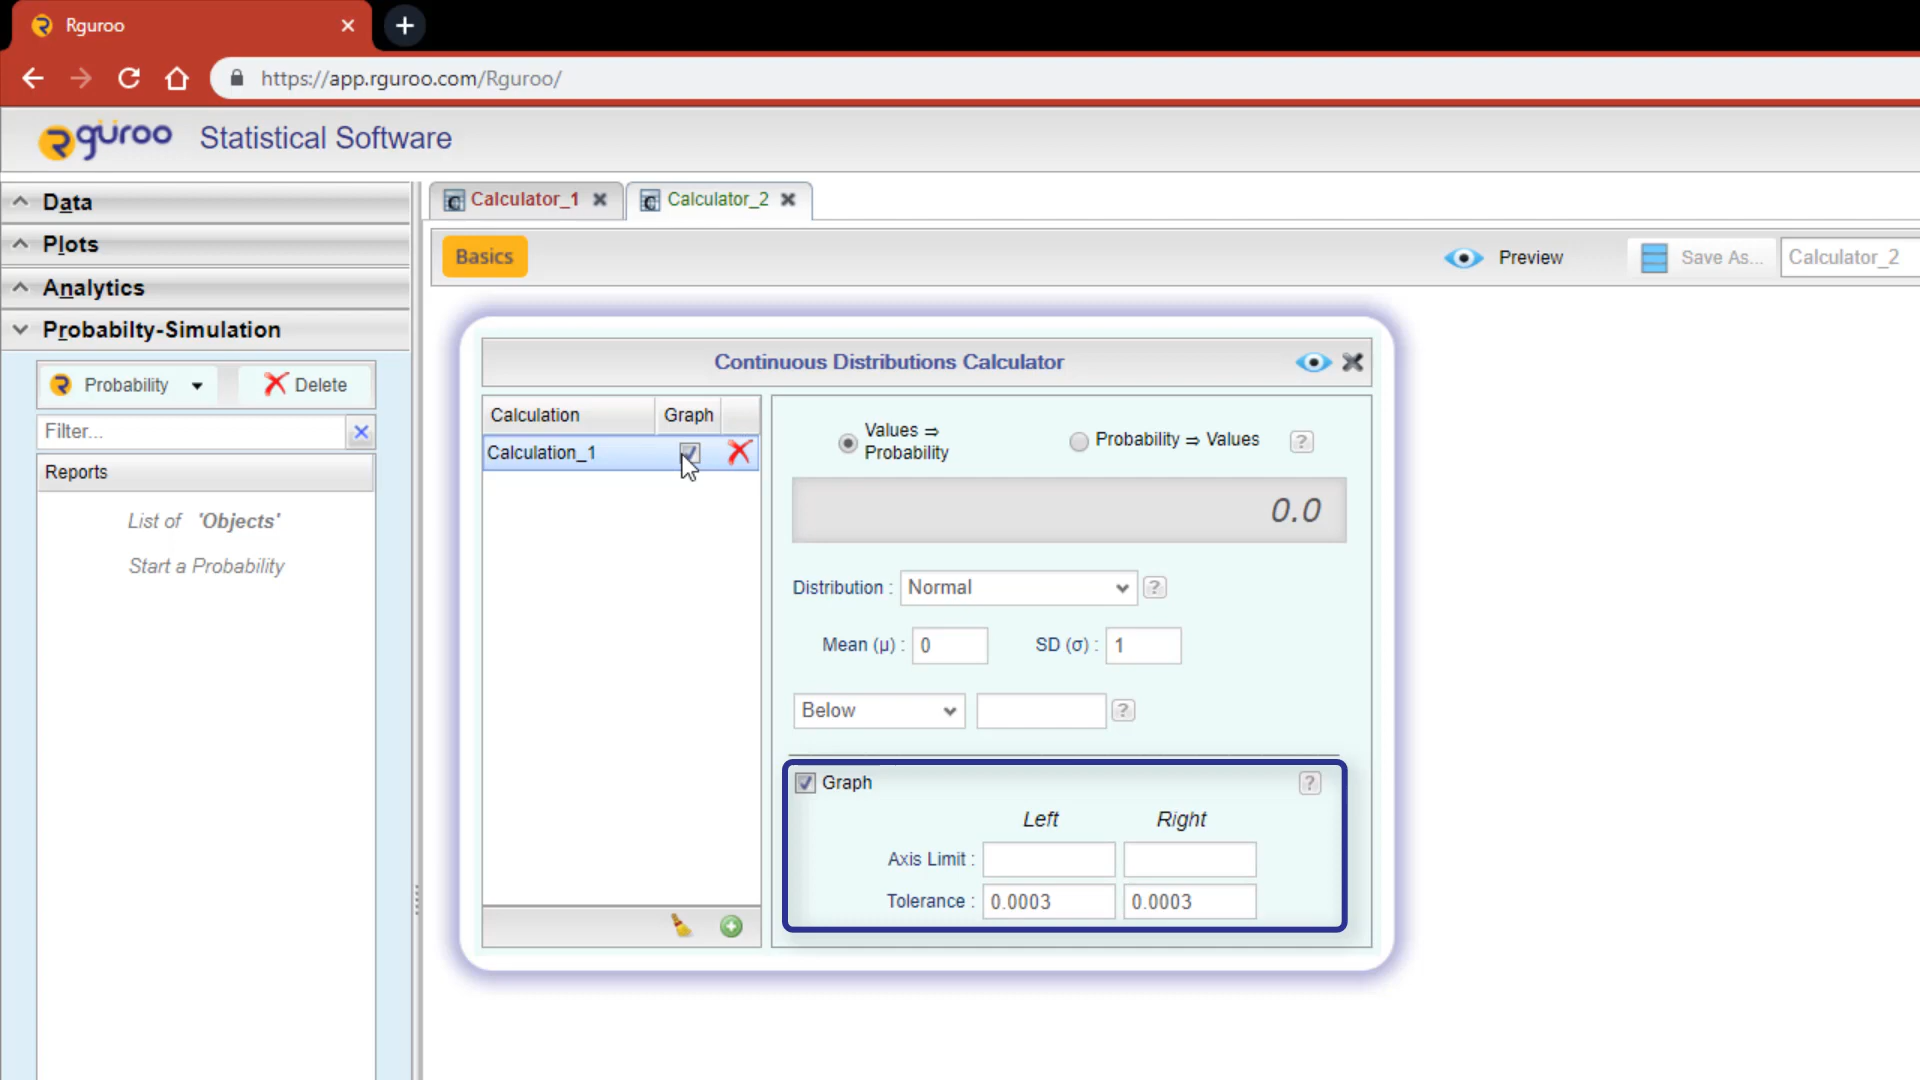 Rguroo
https://app.rguroo.com/Rguroo/
Rguroo Statistical Software
Data
Plots
Analytics
Probabilty-Simulation
Probability
Delete
Filter...
Reports
List of 'Objects'
Start a Probability
Calculator_1
Calculator_2
Basics
Preview
Save As...
Calculator_2
Continuous Distributions Calculator
Calculation Graph
Calculation_1
Values ⇒
Probability
Probability ⇒ Values
?
0.0
Distribution : Normal ?
Mean (μ) : 0 SD (σ) : 1
Below ?
Graph ?
Left Right
Axis Limit :
Tolerance : 0.0003 0.0003